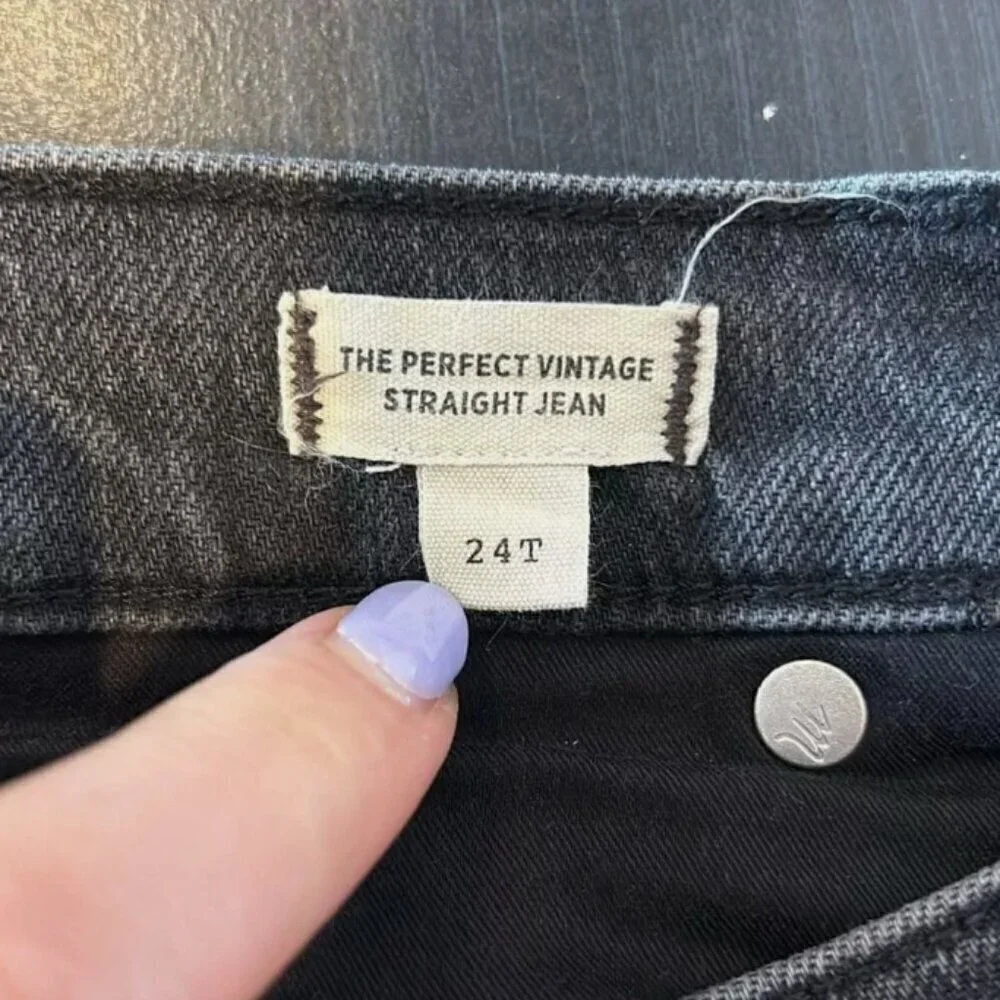 THE PERFECT VINTAGE
STRAIGHT JEAN
24T